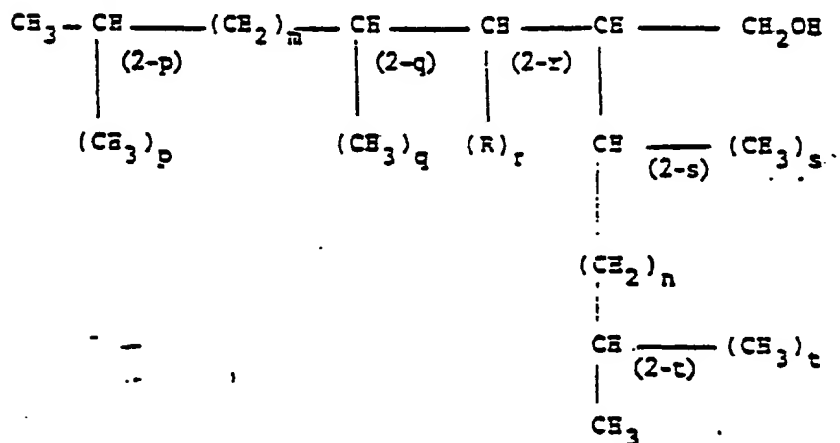 CH3-CH(2-p)-(CH2)m-CH(2-q)-CH(2-r)-CH-CH2OH
(CH3)p (CH3)q (R)r CH(2-s)-(CH3)s
(CH2)n
CH(2-t)-(CH3)t
CH3